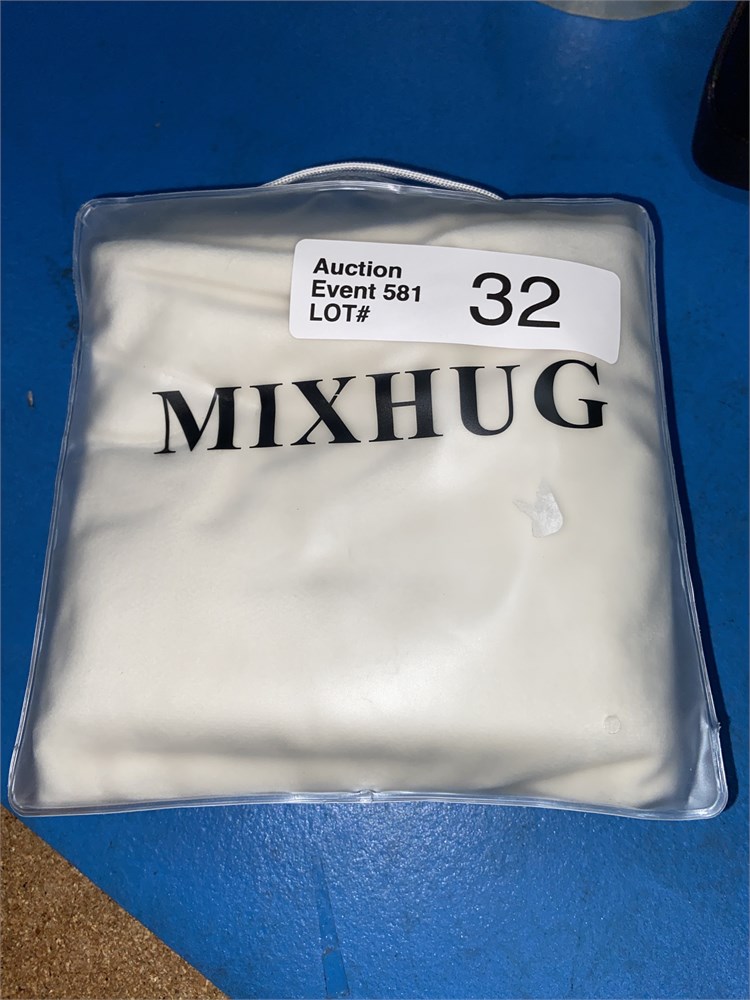 Auction
Event 581
LOT#
32
MIXHUG